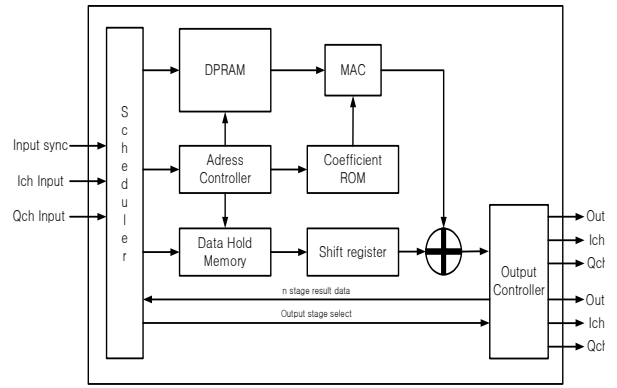 DPRAM
MAC
Scheduler
Input sync
Ich Input
Qch Input
Adress
Controller
Coefficient
ROM
Data Hold
Memory
Shift register
Output
Controller
Out
Ich
Qch
Out
Ich
Qch
n stage result data
Output stage select